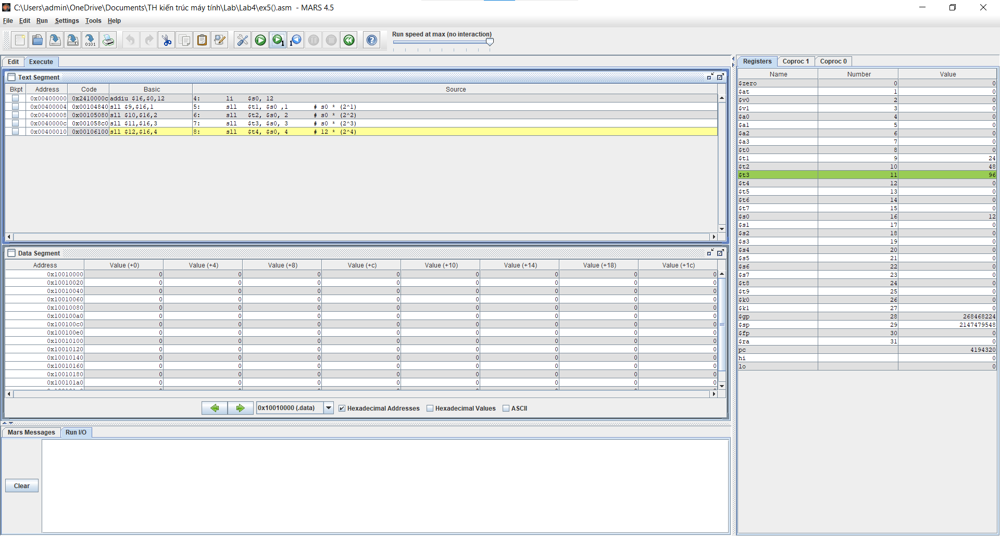 C:\Users\admin\OneDrive\Documents\TH kiến trúc máy tính\Lab\Lab4\ex5().asm - MARS 4.5
File Edit Run Settings Tools Help
Run speed at max (no interaction)
Edit Execute
Text Segment
Bkpt Address Code Basic Source
0x00400000 0x2410000c addiu $16,$0,12 4: li $s0, 12
0x00400004 0x00104840 sll $9,$16,1 5: sll $t1, $s0 ,1 # s0 * (2^1)
0x00400008 0x00105080 sll $10,$16,2 6: sll $t2, $s0, 2 # s0 * (2^2)
0x0040000c 0x001058c0 sll $11,$16,3 7: sll $t3, $s0, 3 # s0 * (2^3)
0x00400010 0x00106100 sll $12,$16,4 8: sll $t4, $s0, 4 # 12 * (2^4)
Data Segment
Address Value (+0) Value (+4) Value (+8) Value (+c) Value (+10) Value (+14) Value (+18) Value (+1c)
0x10010000 0 0 0 0 0 0 0 0
0x10010020 0 0 0 0 0 0 0 0
0x10010040 0 0 0 0 0 0 0 0
0x10010060 0 0 0 0 0 0 0 0
0x10010080 0 0 0 0 0 0 0 0
0x100100a0 0 0 0 0 0 0 0 0
0x100100c0 0 0 0 0 0 0 0 0
0x100100e0 0 0 0 0 0 0 0 0
0x10010100 0 0 0 0 0 0 0 0
0x10010120 0 0 0 0 0 0 0 0
0x10010140 0 0 0 0 0 0 0 0
0x10010160 0 0 0 0 0 0 0 0
0x10010180 0 0 0 0 0 0 0 0
0x100101a0 0 0 0 0 0 0 0 0
0x10010000 (.data) Hexadecimal Addresses Hexadecimal Values ASCII
Mars Messages Run I/O
Clear
Registers Coproc 1 Coproc 0
Name Number Value
$zero 0 0
$at 1 0
$v0 2 0
$v1 3 0
$a0 4 0
$a1 5 0
$a2 6 0
$a3 7 0
$t0 8 0
$t1 9 24
$t2 10 48
$t3 11 96
$t4 12 0
$t5 13 0
$t6 14 0
$t7 15 0
$s0 16 12
$s1 17 0
$s2 18 0
$s3 19 0
$s4 20 0
$s5 21 0
$s6 22 0
$s7 23 0
$t8 24 0
$t9 25 0
$k0 26 0
$k1 27 0
$gp 28 268468224
$sp 29 2147479548
$fp 30 0
$ra 31 0
pc 4194320
hi 0
lo 0